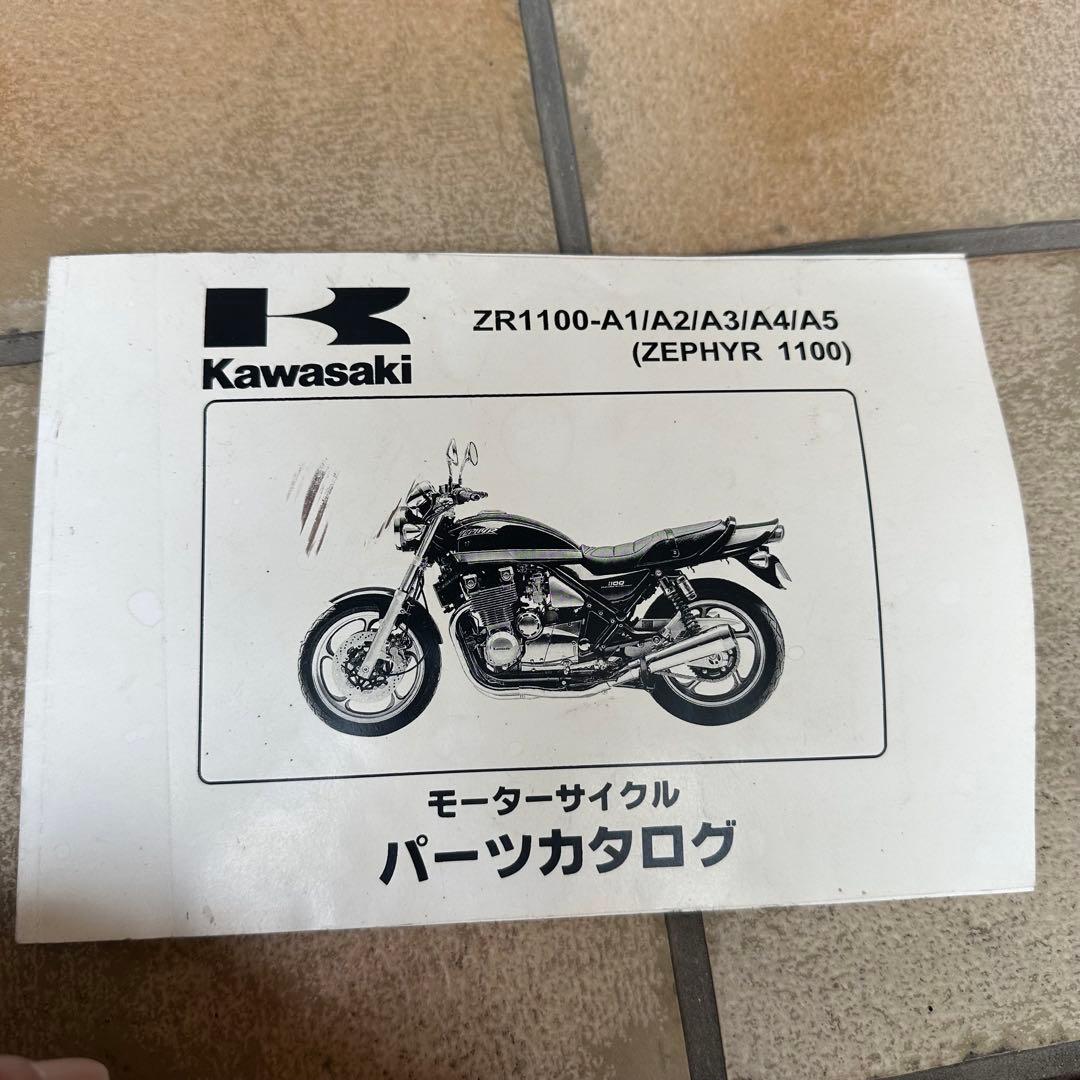 Kawasaki
ZR1100-A1/A2/A3/A4/A5
(ZEPHYR 1100)
1100
モーターサイクル
パーツカタログ